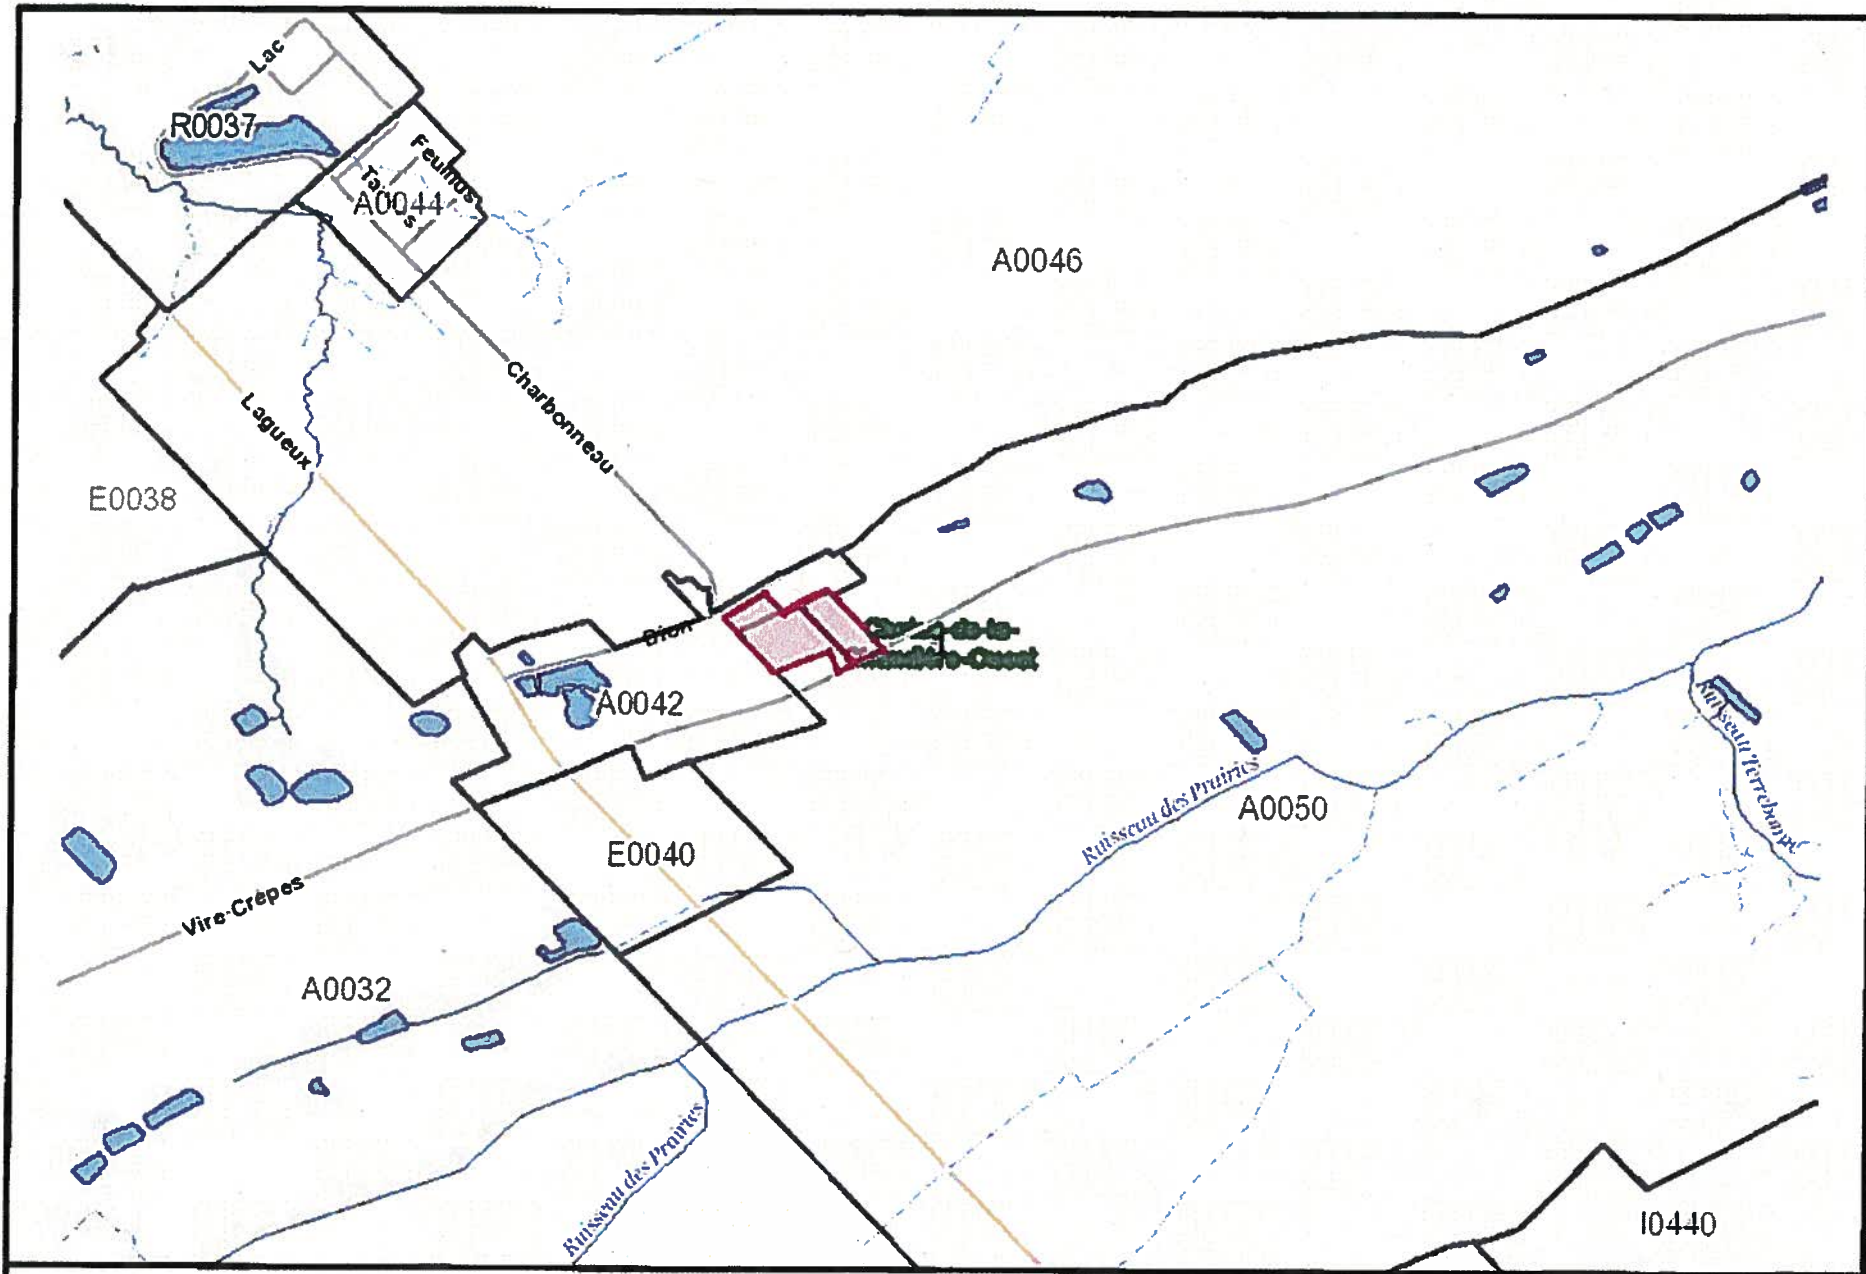 Lac
R0037
Feuillus
A0044
A0046
Charbonneau
Lagueux
E0038
Dion
A0042
Ruisseau Terrebonne
Ruisseau des Prairies
A0050
E0040
Vire-Crêpes
A0032
Ruisseau des Prairies
I0440